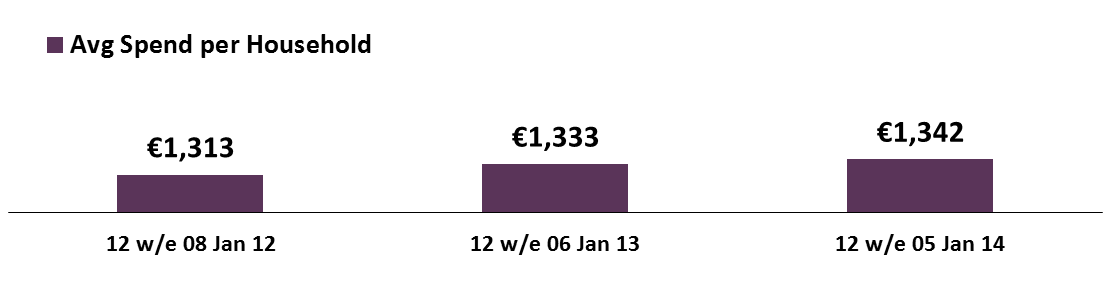 Avg Spend per Household
€1,313
€1,333
€1,342
12 w/e 08 Jan 12
12 w/e 06 Jan 13
12 w/e 05 Jan 14